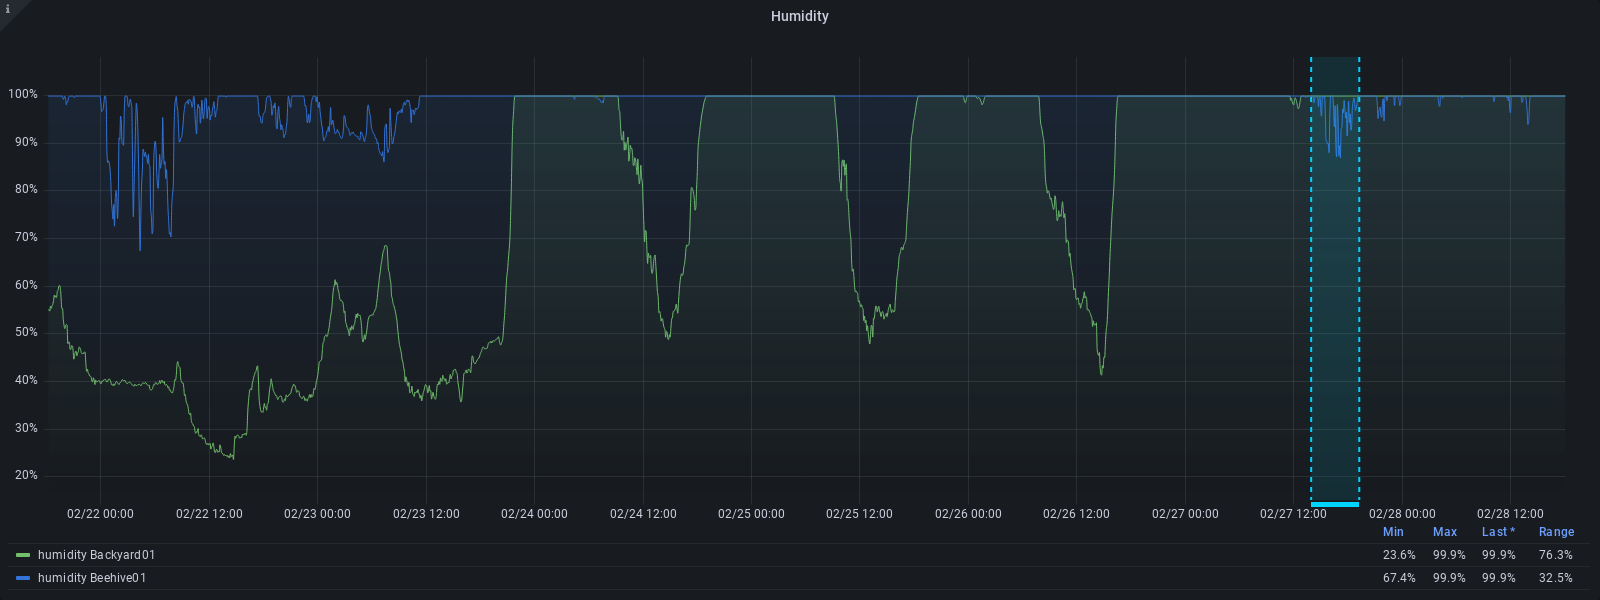 i
Humidity
100%
90%
80%
70%
60%
50%
40%
30%
20%
02/22 00:00 02/22 12:00 02/23 00:00 02/23 12:00 02/24 00:00 02/24 12:00 02/25 00:00 02/25 12:00 02/26 00:00 02/26 12:00 02/27 00:00 02/27 12:00 02/28 00:00 02/28 12:00
Min Max Last * Range
humidity Backyard01 23.6% 99.9% 99.9% 76.3%
humidity Beehive01 67.4% 99.9% 99.9% 32.5%